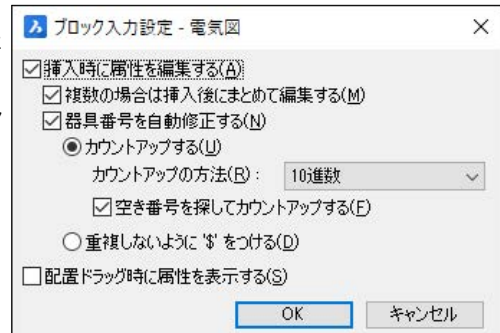 ブロック入力設定 - 電気図
挿入時に属性を編集する(A)
複数の場合は挿入後にまとめて編集する(M)
器具番号を自動修正する(N)
カウントアップする(U)
カウントアップの方法(R)： 10進数
空き番号を探してカウントアップする(F)
重複しないように '$' をつける(D)
配置ドラッグ時に属性を表示する(S)
OK キャンセル